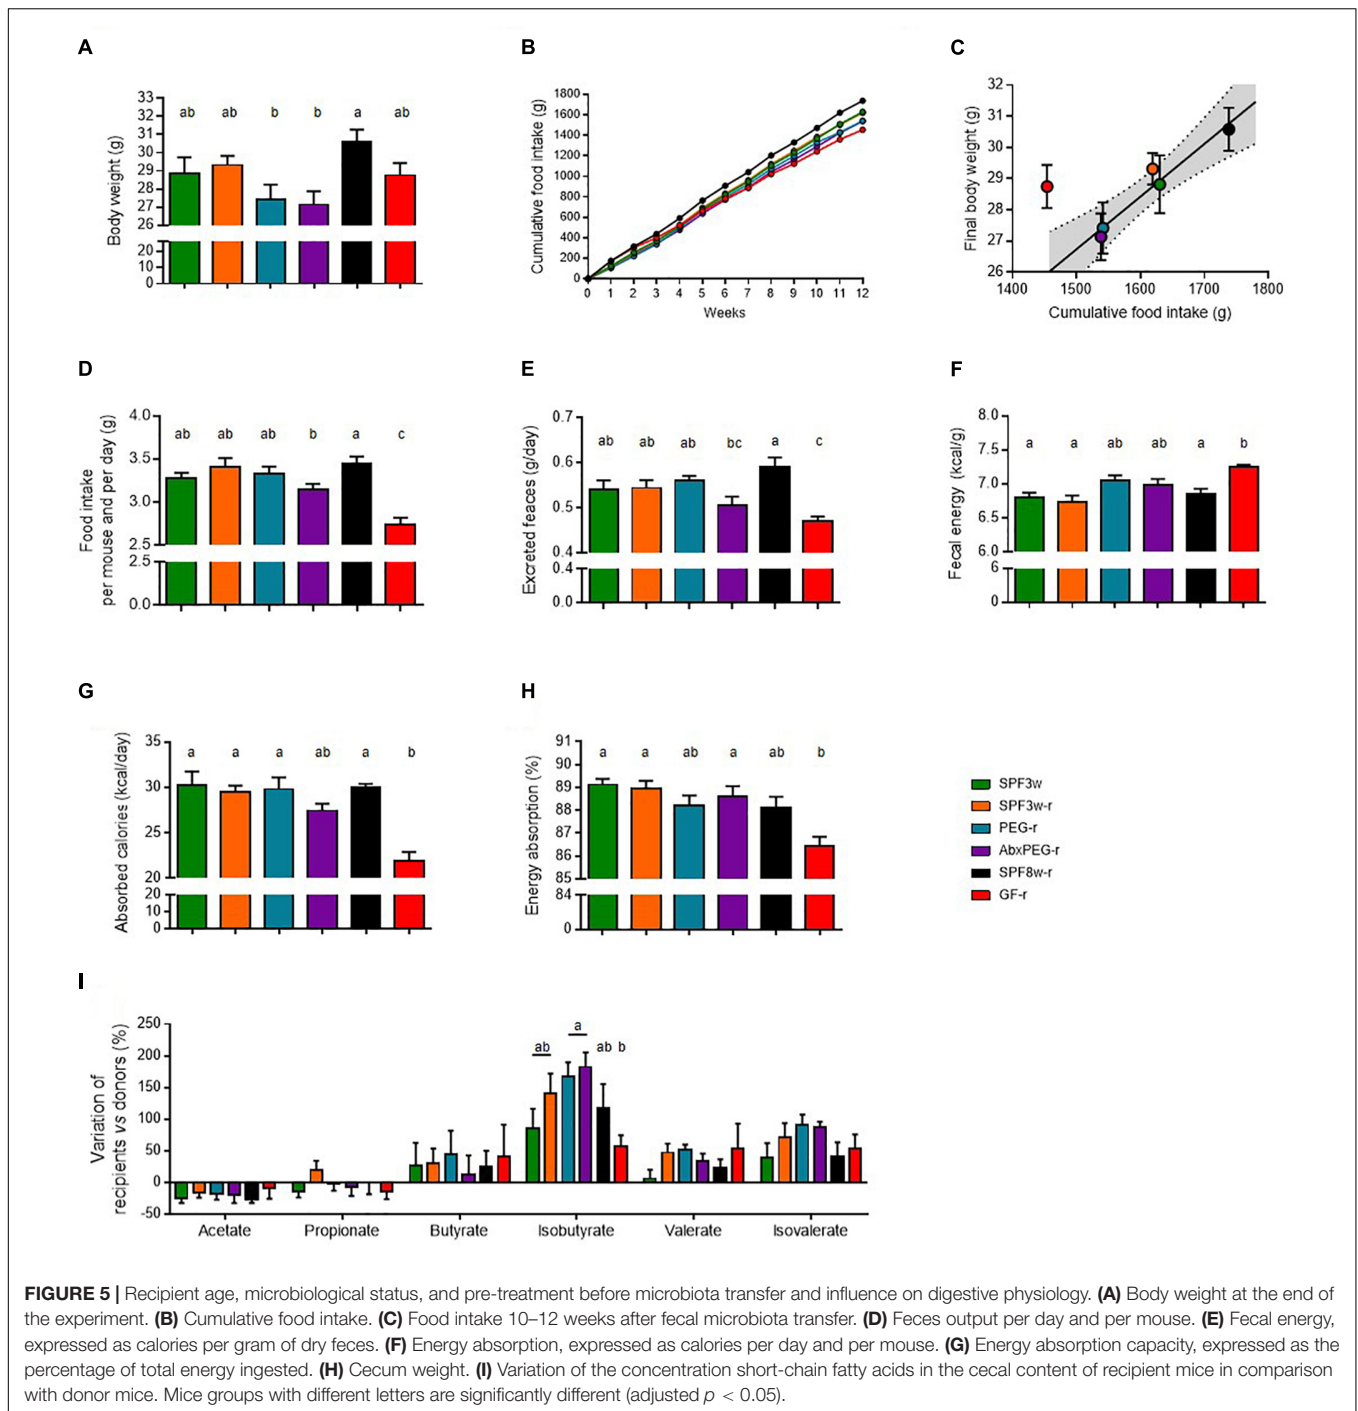 A
B
C
Body weight (g)
33
32
31
30
29
28
27
26
20
10
0
ab ab b b a ab
Cumulative food intake (g)
1800
1600
1400
1200
1000
800
600
400
200
0
0 1 2 3 4 5 6 7 8 9 10 11 12
Weeks
Final body weight (g)
32
31
30
29
28
27
26
1400 1500 1600 1700 1800
Cumulative food intake (g)
D
E
F
Food intake
per mouse and per day (g)
4.0
3.5
3.0
2.5
2.5
0.0
ab ab ab b a c
Excreted feaces (g/day)
0.7
0.6
0.5
0.4
0.4
0.0
ab ab ab bc a c
Fecal energy (kcal/g)
8.0
7.5
7.0
6.5
6.0
6
0
a a ab ab a b
G
H
Absorbed calories (kcal/day)
35
30
25
20
20
10
0
a a a ab a b
Energy absorption (%)
91
90
89
88
87
86
85
84
0
a a ab a ab b
SPF3w
SPF3w-r
PEG-r
AbxPEG-r
SPF8w-r
GF-r
I
Variation of
recipients vs donors (%)
250
200
150
100
50
0
-50
a
ab ab b
Acetate Propionate Butyrate Isobutyrate Valerate Isovalerate
FIGURE 5 | Recipient age, microbiological status, and pre-treatment before microbiota transfer and influence on digestive physiology. (A) Body weight at the end of
the experiment. (B) Cumulative food intake. (C) Food intake 10–12 weeks after fecal microbiota transfer. (D) Feces output per day and per mouse. (E) Fecal energy,
expressed as calories per gram of dry feces. (F) Energy absorption, expressed as calories per day and per mouse. (G) Energy absorption capacity, expressed as the
percentage of total energy ingested. (H) Cecum weight. (I) Variation of the concentration short-chain fatty acids in the cecal content of recipient mice in comparison
with donor mice. Mice groups with different letters are significantly different (adjusted p < 0.05).